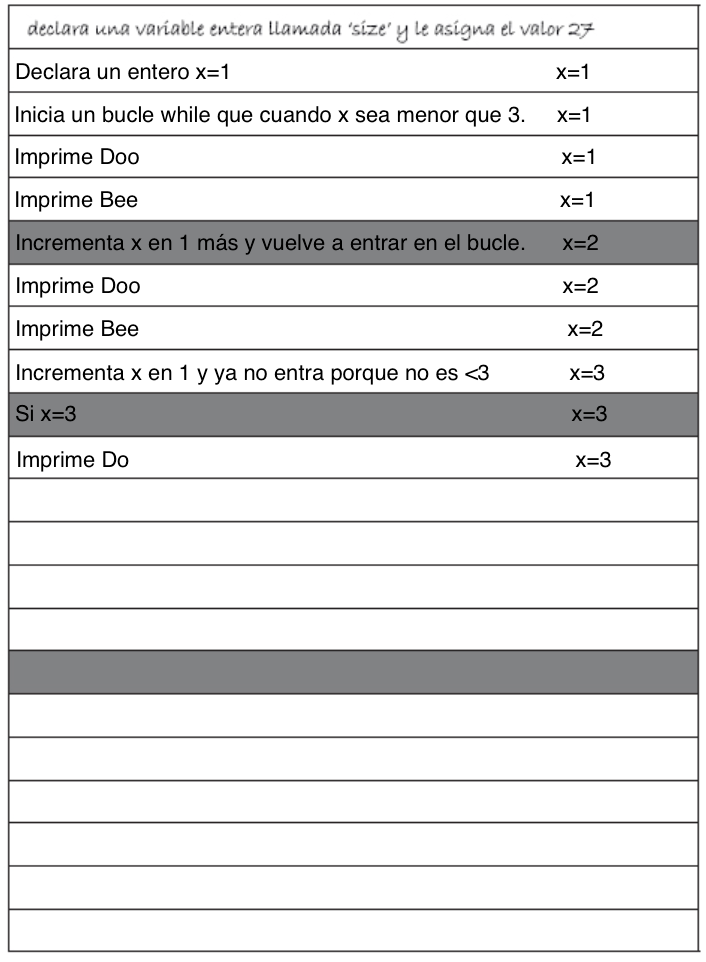 declara una variable entera llamada 'size' y le asigna el valor 27
Declara un entero x=1 x=1
Inicia un bucle while que cuando x sea menor que 3. x=1
Imprime Doo x=1
Imprime Bee x=1
Incrementa x en 1 más y vuelve a entrar en el bucle. x=2
Imprime Doo x=2
Imprime Bee x=2
Incrementa x en 1 y ya no entra porque no es <3 x=3
Si x=3 x=3
Imprime Do x=3